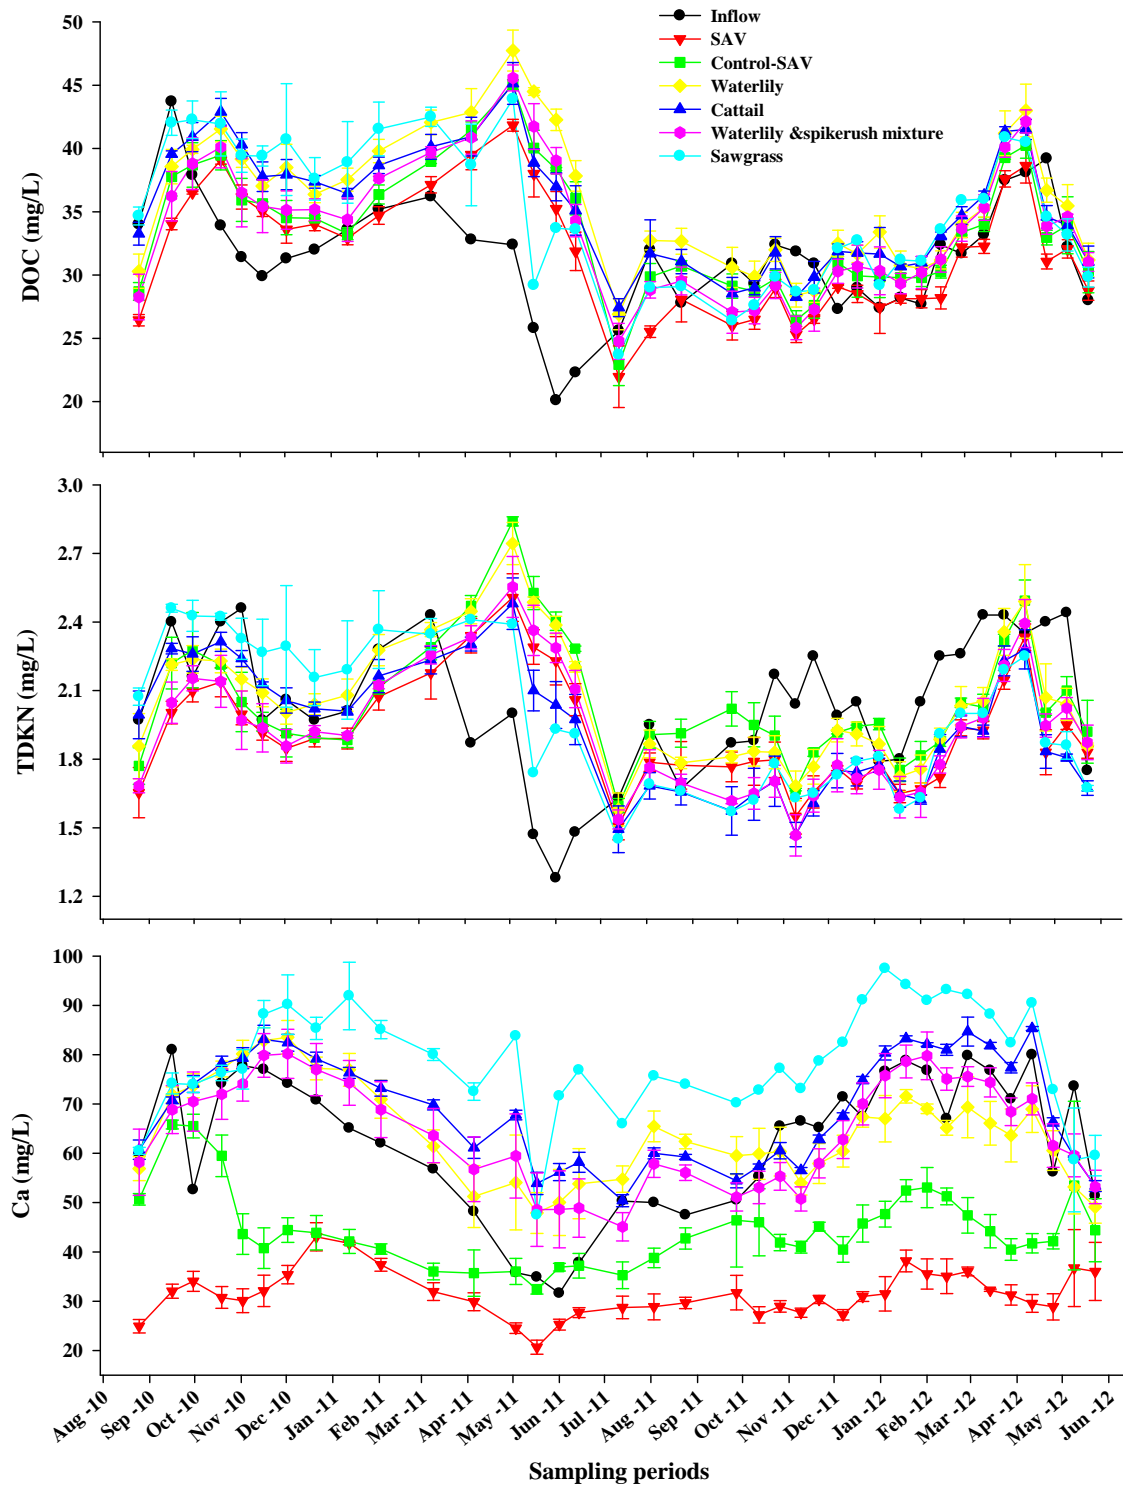 Inflow
SAV
Control-SAV
Waterlily
Cattail
Waterlily &spikerush mixture
Sawgrass
DOC (mg/L)
50
45
40
35
30
25
20
TDKN (mg/L)
3.0
2.7
2.4
2.1
1.8
1.5
1.2
Ca (mg/L)
100
90
80
70
60
50
40
30
20
Aug -10
Sep -10
Oct -10
Nov -10
Dec -10
Jan -11
Feb -11
Mar -11
Apr -11
May -11
Jun -11
Jul -11
Aug -11
Sep -11
Oct -11
Nov -11
Dec -11
Jan -12
Feb -12
Mar -12
Apr -12
May -12
Jun -12
Sampling periods